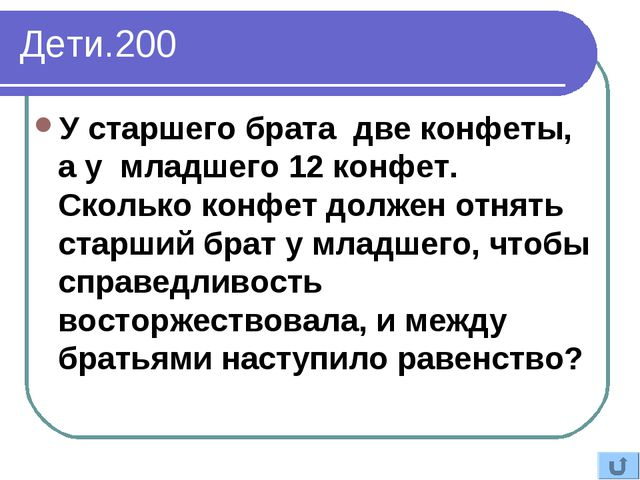 Дети.200
У старшего брата две конфеты,
а у младшего 12 конфет.
Сколько конфет должен отнять
старший брат у младшего, чтобы
справедливость
восторжествовала, и между
братьями наступило равенство?